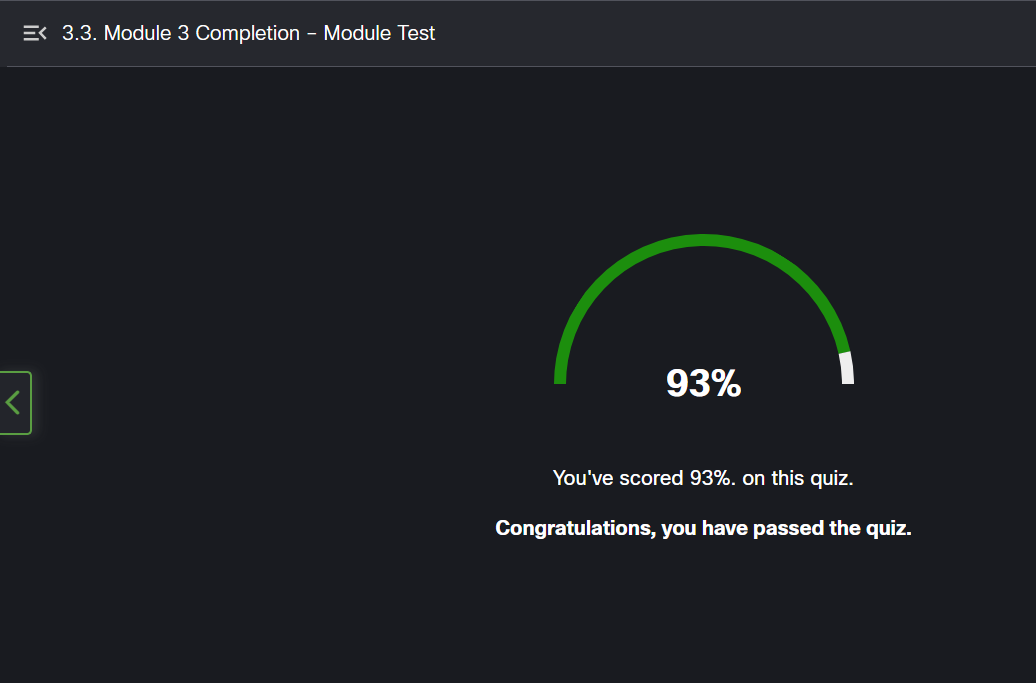 3.3. Module 3 Completion – Module Test
93%
You've scored 93%. on this quiz.
Congratulations, you have passed the quiz.